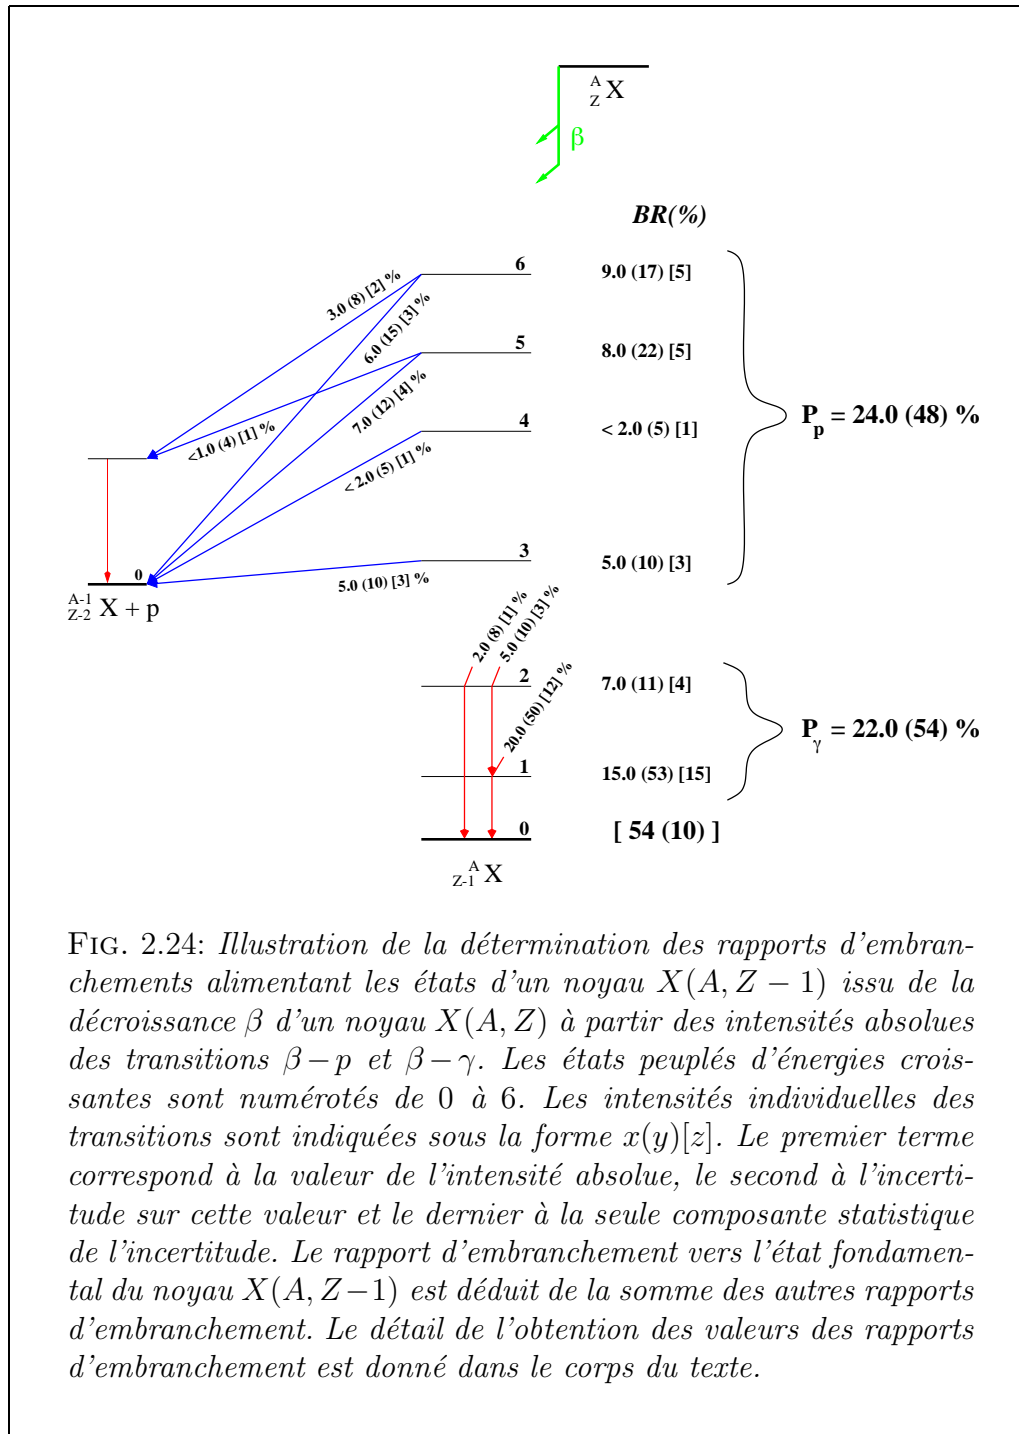 A
Z X
β
BR(%)
6
9.0 (17) [5]
3.0 (8) [2] %
6.0 (15) [3] %
5
8.0 (22) [5]
7.0 (12) [4] %
<1.0 (4) [1] %
4
< 2.0 (5) [1]
< 2.0 (5) [1] %
P_p = 24.0 (48) %
3
5.0 (10) [3]
5.0 (10) [3] %
0
A-1
Z-2 X + p
2.0 (8) [1] %
5.0 (10) [3] %
2
7.0 (11) [4]
20.0 (50) [12] %
P_γ = 22.0 (54) %
1
15.0 (53) [15]
0
[ 54 (10) ]
A
Z-1 X
FIG. 2.24: Illustration de la détermination des rapports d'embran-
chements alimentant les états d'un noyau X(A, Z − 1) issu de la
décroissance β d'un noyau X(A, Z) à partir des intensités absolues
des transitions β − p et β − γ. Les états peuplés d'énergies crois-
santes sont numérotés de 0 à 6. Les intensités individuelles des
transitions sont indiquées sous la forme x(y)[z]. Le premier terme
correspond à la valeur de l'intensité absolue, le second à l'incerti-
tude sur cette valeur et le dernier à la seule composante statistique
de l'incertitude. Le rapport d'embranchement vers l'état fondamen-
tal du noyau X(A, Z−1) est déduit de la somme des autres rapports
d'embranchement. Le détail de l'obtention des valeurs des rapports
d'embranchement est donné dans le corps du texte.